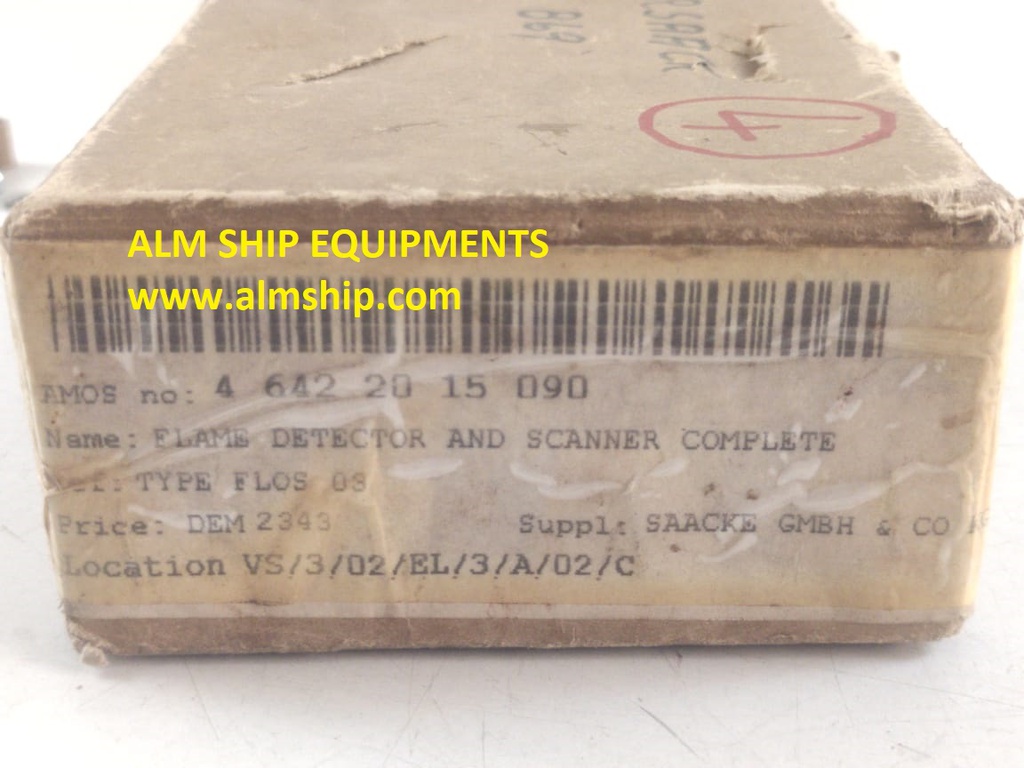 ALM SHIP EQUIPMENTS
www.almship.com
AMOS no: 4 642 20 15 090
Name: FLAME DETECTOR AND SCANNER COMPLETE
TYPE FLOS 08
Price: DEM 2343 Suppl: SAACKE GMBH & CO
Location VS/3/02/EL/3/A/02/C